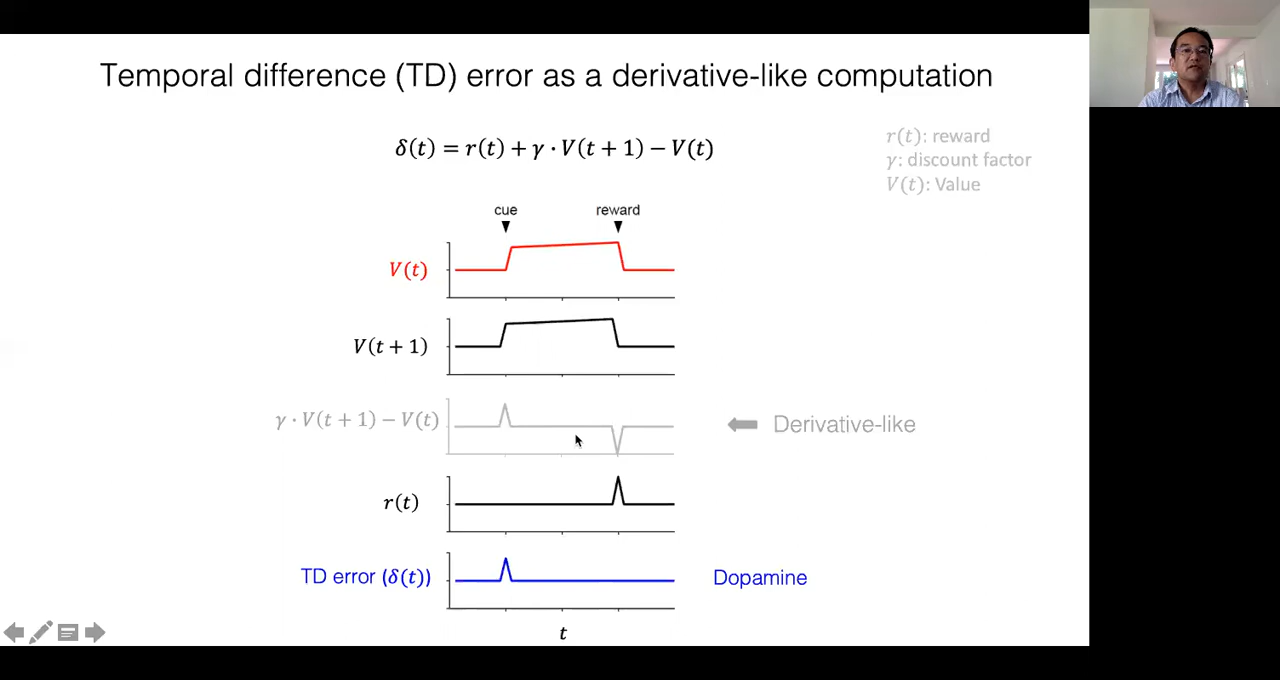 Temporal difference (TD) error as a derivative-like computation
δ(t) = r(t) + γ · V(t + 1) − V(t)
r(t): reward
γ: discount factor
V(t): Value
cue reward
V(t)
V(t + 1)
γ · V(t + 1) − V(t)
Derivative-like
r(t)
TD error (δ(t))
Dopamine
t